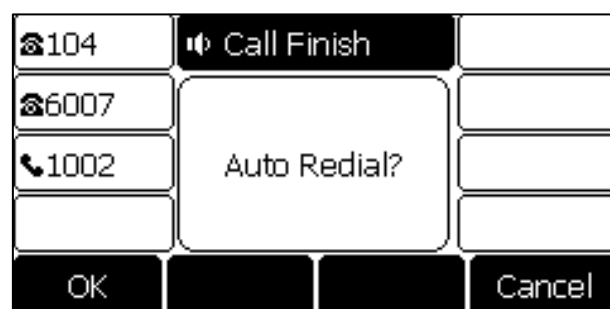 ☎104
Call Finish
☎6007
📞1002
Auto Redial?
OK
Cancel